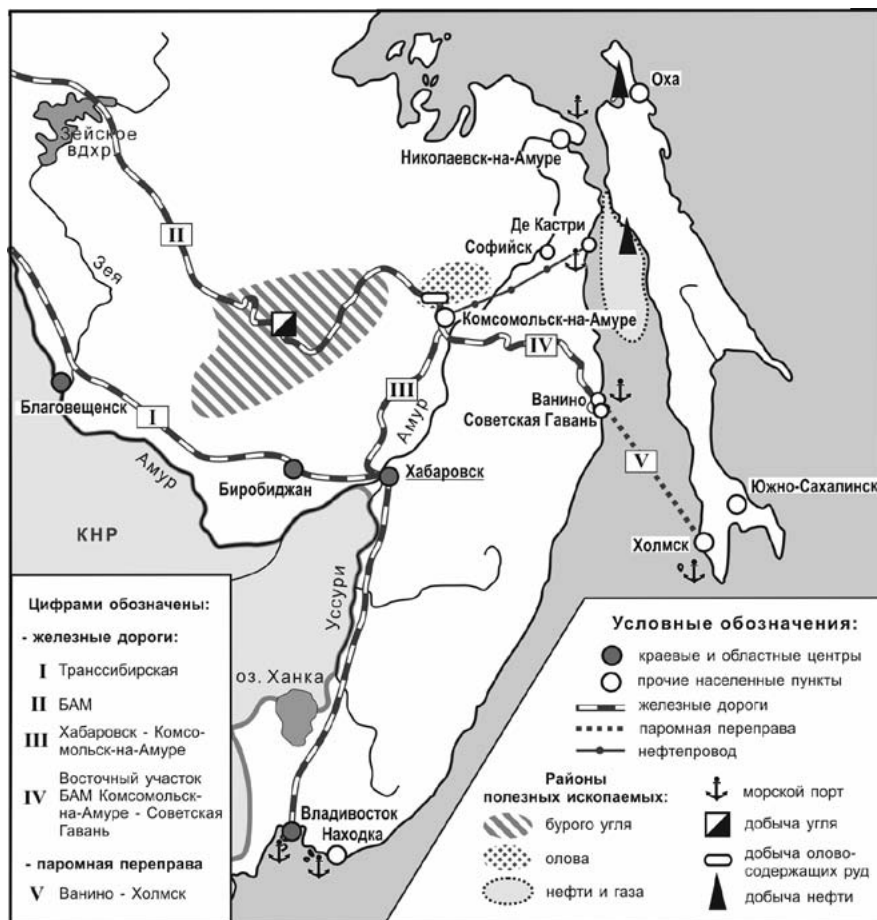 Оха
Зейское
вдхр.
Николаевск-на-Амуре
Де Кастри
II
Софийск
Зея
Комсомольск-на-Амуре
IV
III
Ванино
Благовещенск
I
Амур
Советская Гавань
V
Амур
Хабаровск
Биробиджан
Южно-Сахалинск
КНР
Холмск
Уссури
оз. Ханка
Владивосток
Находка
Цифрами обозначены:
- железные дороги:
I Транссибирская
II БАМ
III Хабаровск - Комсо-
мольск-на-Амуре
IV Восточный участок
БАМ Комсомольск-
на-Амуре - Советская
Гавань
- паромная переправа
V Ванино - Холмск
Условные обозначения:
краевые и областные центры
прочие населенные пункты
железные дороги
паромная переправа
нефтепровод
Районы
полезных ископаемых:
бурого угля
олова
нефти и газа
морской порт
добыча угля
добыча олово-
содержащих руд
добыча нефти